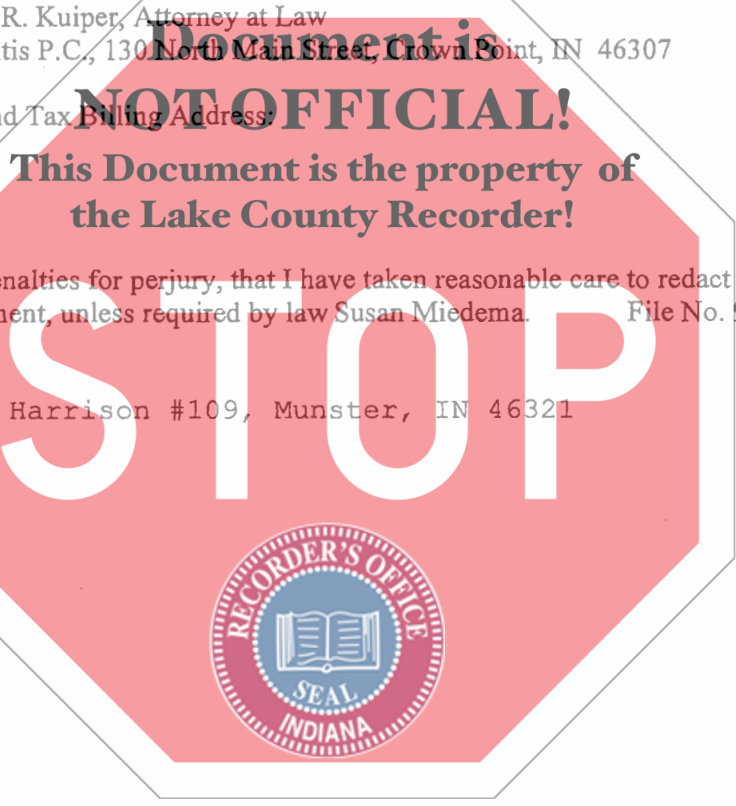 R. Kuiper, Attorney at Law
Document is
tis P.C., 130 North Main Street, Crown Point, IN 46307
NOT OFFICIAL!
d Tax Billing Address:
This Document is the property of
the Lake County Recorder!
enalties for perjury, that I have taken reasonable care to redact
ment, unless required by law Susan Miedema. File No. 9
STOP
Harrison #109, Munster, IN 46321
RECORDER'S OFFICE
SEAL
INDIANA